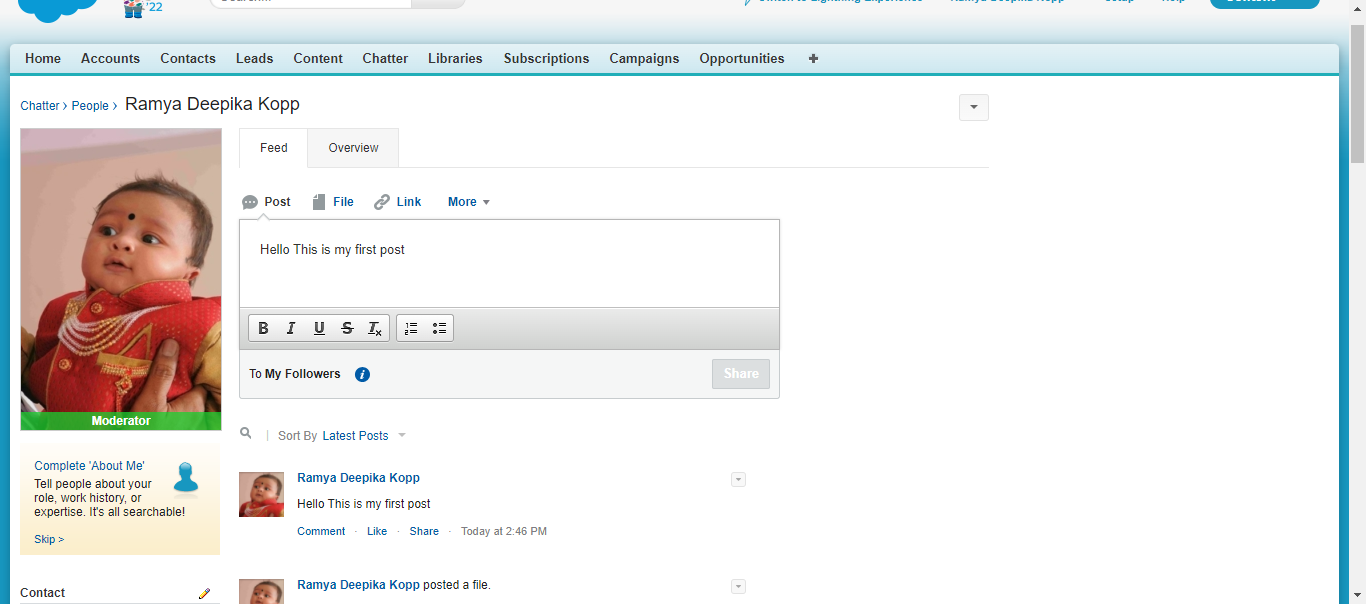 '22
Home Accounts Contacts Leads Content Chatter Libraries Subscriptions Campaigns Opportunities +
Chatter › People › Ramya Deepika Kopp
Feed Overview
Post File Link More
Hello This is my first post
B I U S Tx
To My Followers i Share
Moderator
Sort By Latest Posts
Complete 'About Me'
Tell people about your
role, work history, or
expertise. It's all searchable!
Skip >
Ramya Deepika Kopp
Hello This is my first post
Comment · Like · Share · Today at 2:46 PM
Ramya Deepika Kopp posted a file.
Contact